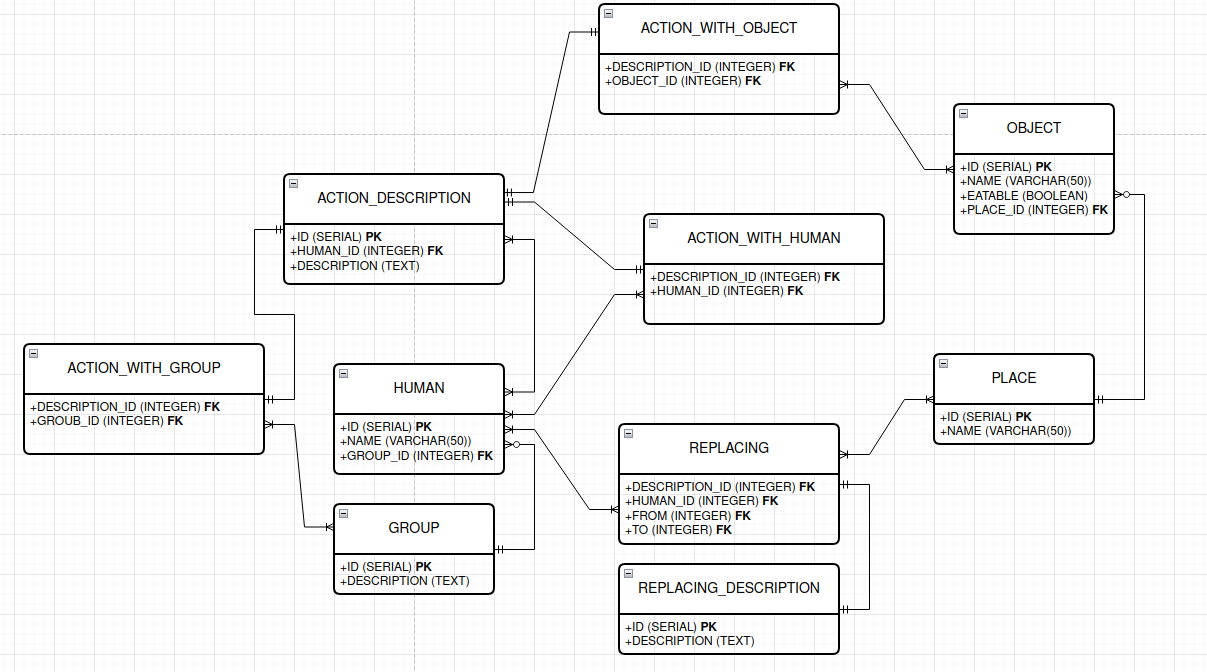 ACTION_WITH_OBJECT
+DESCRIPTION_ID (INTEGER) FK
+OBJECT_ID (INTEGER) FK
OBJECT
+ID (SERIAL) PK
+NAME (VARCHAR(50))
+EATABLE (BOOLEAN)
+PLACE_ID (INTEGER) FK
ACTION_DESCRIPTION
+ID (SERIAL) PK
+HUMAN_ID (INTEGER) FK
+DESCRIPTION (TEXT)
ACTION_WITH_HUMAN
+DESCRIPTION_ID (INTEGER) FK
+HUMAN_ID (INTEGER) FK
ACTION_WITH_GROUP
+DESCRIPTION_ID (INTEGER) FK
+GROUB_ID (INTEGER) FK
HUMAN
+ID (SERIAL) PK
+NAME (VARCHAR(50))
+GROUP_ID (INTEGER) FK
PLACE
+ID (SERIAL) PK
+NAME (VARCHAR(50))
REPLACING
+DESCRIPTION_ID (INTEGER) FK
+HUMAN_ID (INTEGER) FK
+FROM (INTEGER) FK
+TO (INTEGER) FK
GROUP
+ID (SERIAL) PK
+DESCRIPTION (TEXT)
REPLACING_DESCRIPTION
+ID (SERIAL) PK
+DESCRIPTION (TEXT)